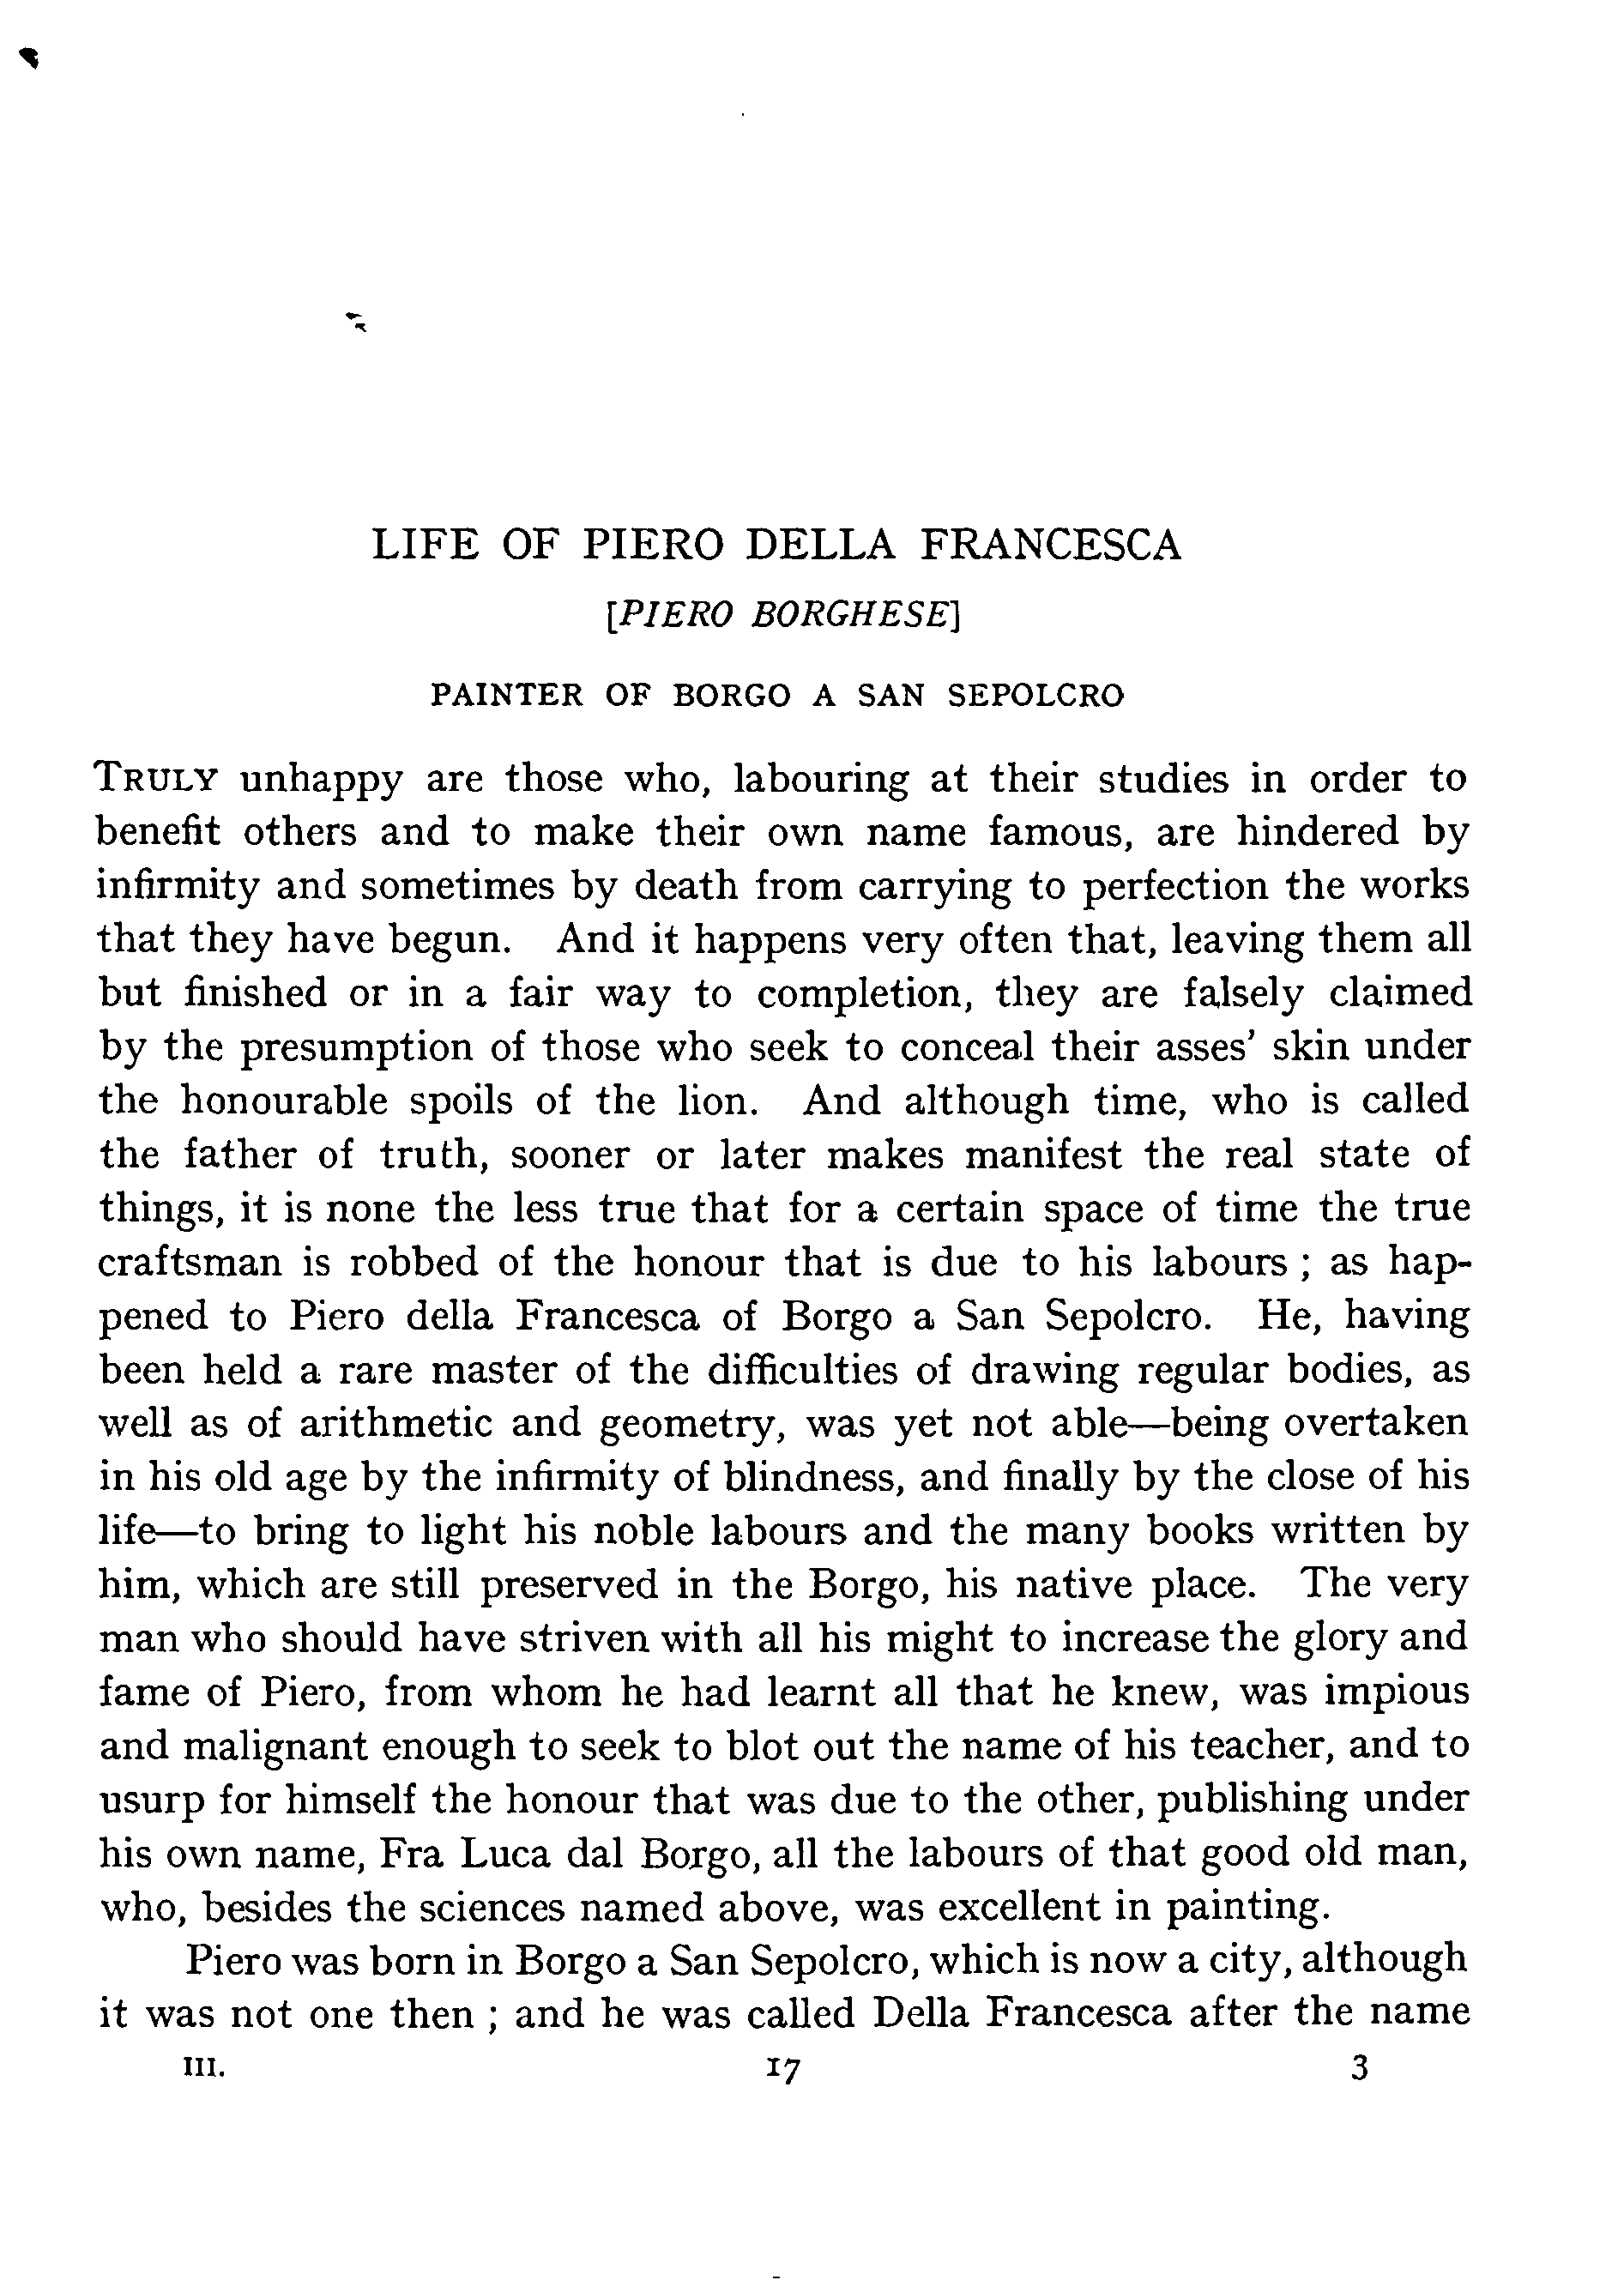 LIFE OF PIERO DELLA FRANCESCA
[PIERO BORGHESE]
PAINTER OF BORGO A SAN SEPOLCRO
TRULY unhappy are those who, labouring at their studies in order to
benefit others and to make their own name famous, are hindered by
infirmity and sometimes by death from carrying to perfection the works
that they have begun. And it happens very often that, leaving them all
but finished or in a fair way to completion, they are falsely claimed
by the presumption of those who seek to conceal their asses' skin under
the honourable spoils of the lion. And although time, who is called
the father of truth, sooner or later makes manifest the real state of
things, it is none the less true that for a certain space of time the true
craftsman is robbed of the honour that is due to his labours ; as hap-
pened to Piero della Francesca of Borgo a San Sepolcro. He, having
been held a rare master of the difficulties of drawing regular bodies, as
well as of arithmetic and geometry, was yet not able—being overtaken
in his old age by the infirmity of blindness, and finally by the close of his
life—to bring to light his noble labours and the many books written by
him, which are still preserved in the Borgo, his native place. The very
man who should have striven with all his might to increase the glory and
fame of Piero, from whom he had learnt all that he knew, was impious
and malignant enough to seek to blot out the name of his teacher, and to
usurp for himself the honour that was due to the other, publishing under
his own name, Fra Luca dal Borgo, all the labours of that good old man,
who, besides the sciences named above, was excellent in painting.
Piero was born in Borgo a San Sepolcro, which is now a city, although
it was not one then ; and he was called Della Francesca after the name
III. 17 3